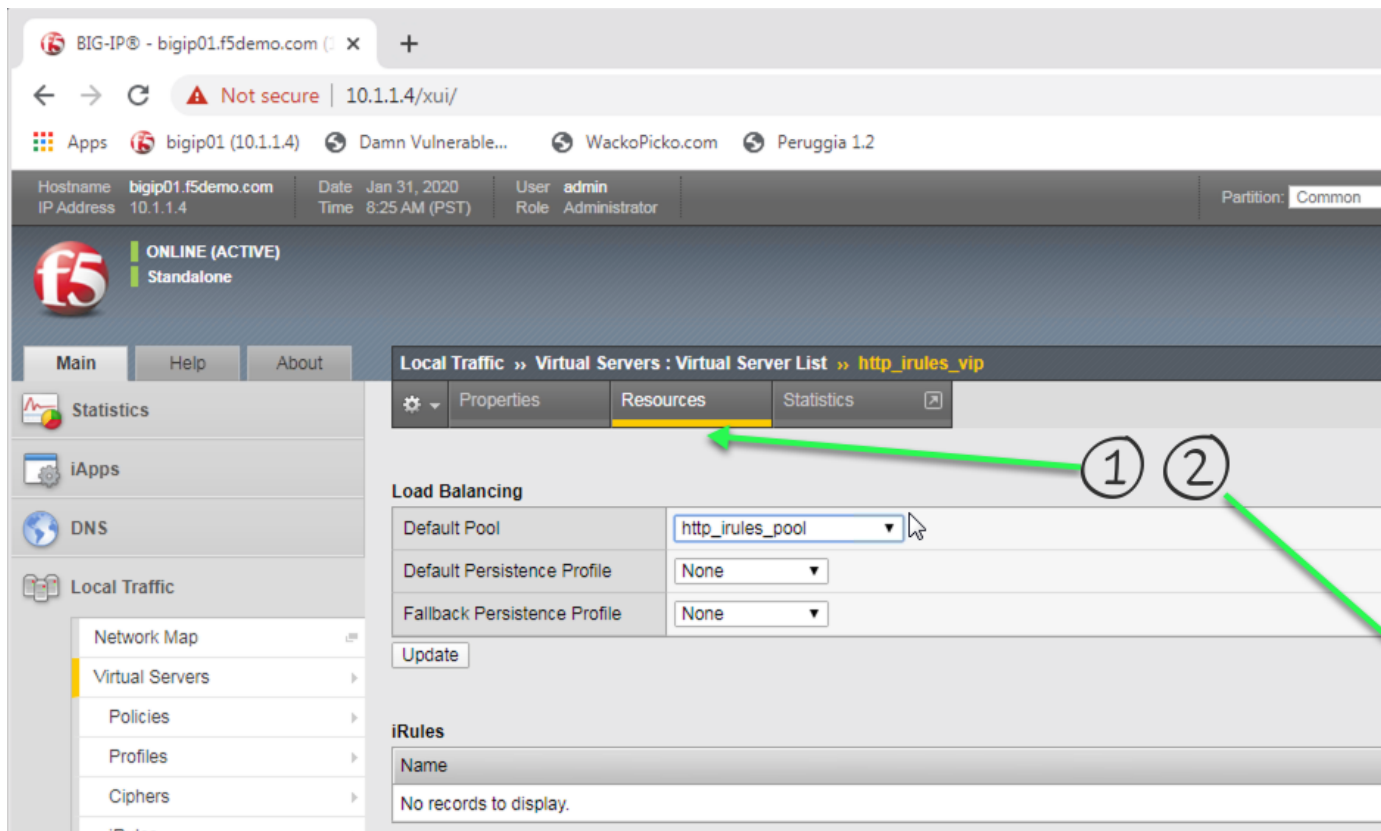 BIG-IP® - bigip01.f5demo.com (
Not secure | 10.1.1.4/xui/
Apps bigip01 (10.1.1.4) Damn Vulnerable... WackoPicko.com Peruggia 1.2
Hostname bigip01.f5demo.com Date Jan 31, 2020 User admin
IP Address 10.1.1.4 Time 8:25 AM (PST) Role Administrator
Partition: Common
f5
ONLINE (ACTIVE)
Standalone
Main Help About
Local Traffic ›› Virtual Servers : Virtual Server List ›› http_irules_vip
Statistics
Properties Resources Statistics
iApps
1 2
Load Balancing
DNS
Default Pool http_irules_pool
Default Persistence Profile None
Local Traffic
Fallback Persistence Profile None
Network Map
Update
Virtual Servers
Policies
iRules
Profiles
Name
Ciphers
No records to display.